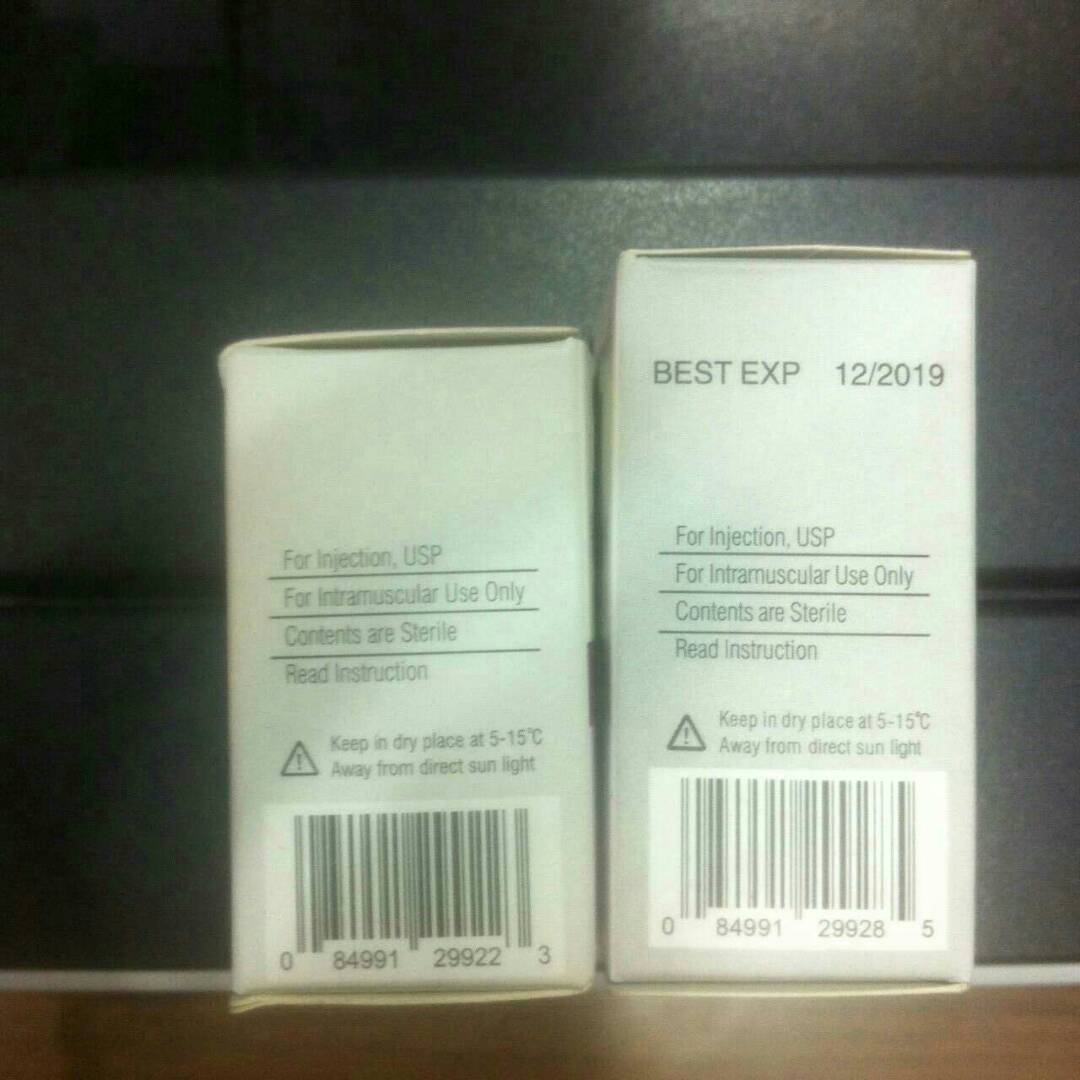 For Injection, USP
For Intramuscular Use Only
Contents are Sterile
Read Instruction
Keep in dry place at 5-15°C
Away from direct sun light
0 84991 29922 3
BEST EXP 12/2019
For Injection, USP
For Intramuscular Use Only
Contents are Sterile
Read Instruction
Keep in dry place at 5-15°C
Away from direct sun light
0 84991 29928 5